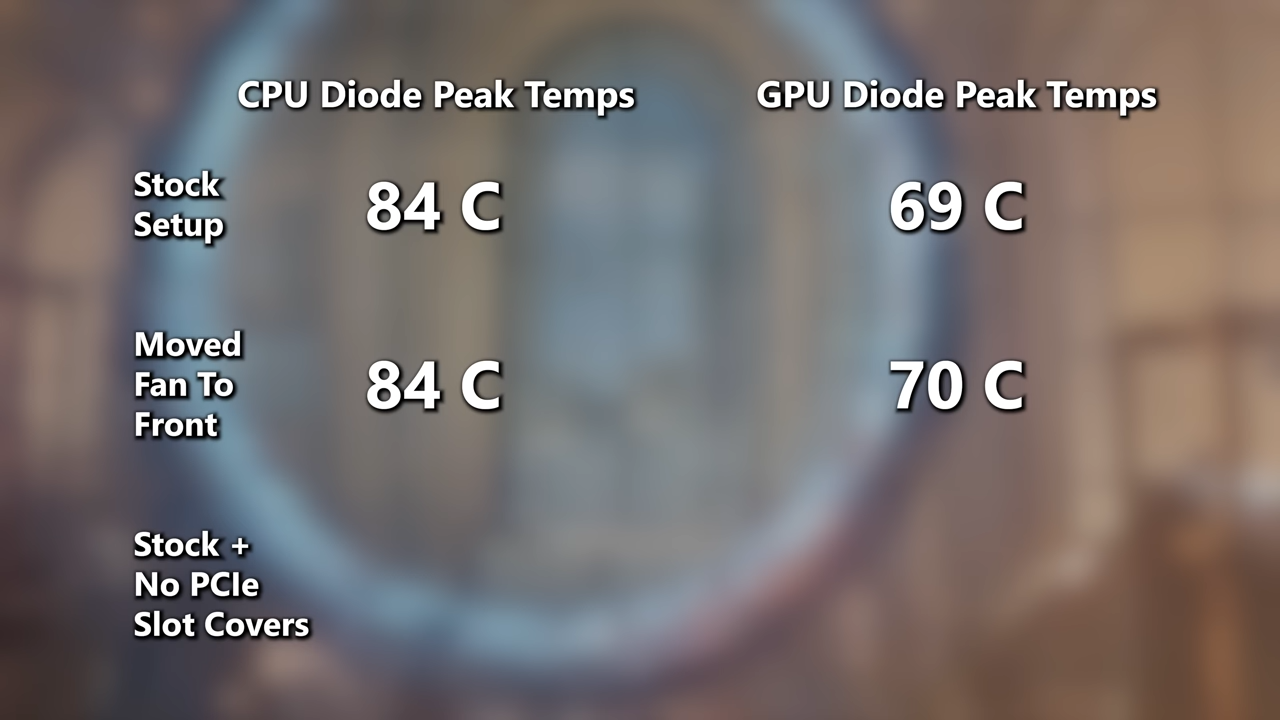 CPU Diode Peak Temps
GPU Diode Peak Temps
Stock
Setup
84 C
69 C
Moved
Fan To
Front
84 C
70 C
Stock +
No PCIe
Slot Covers